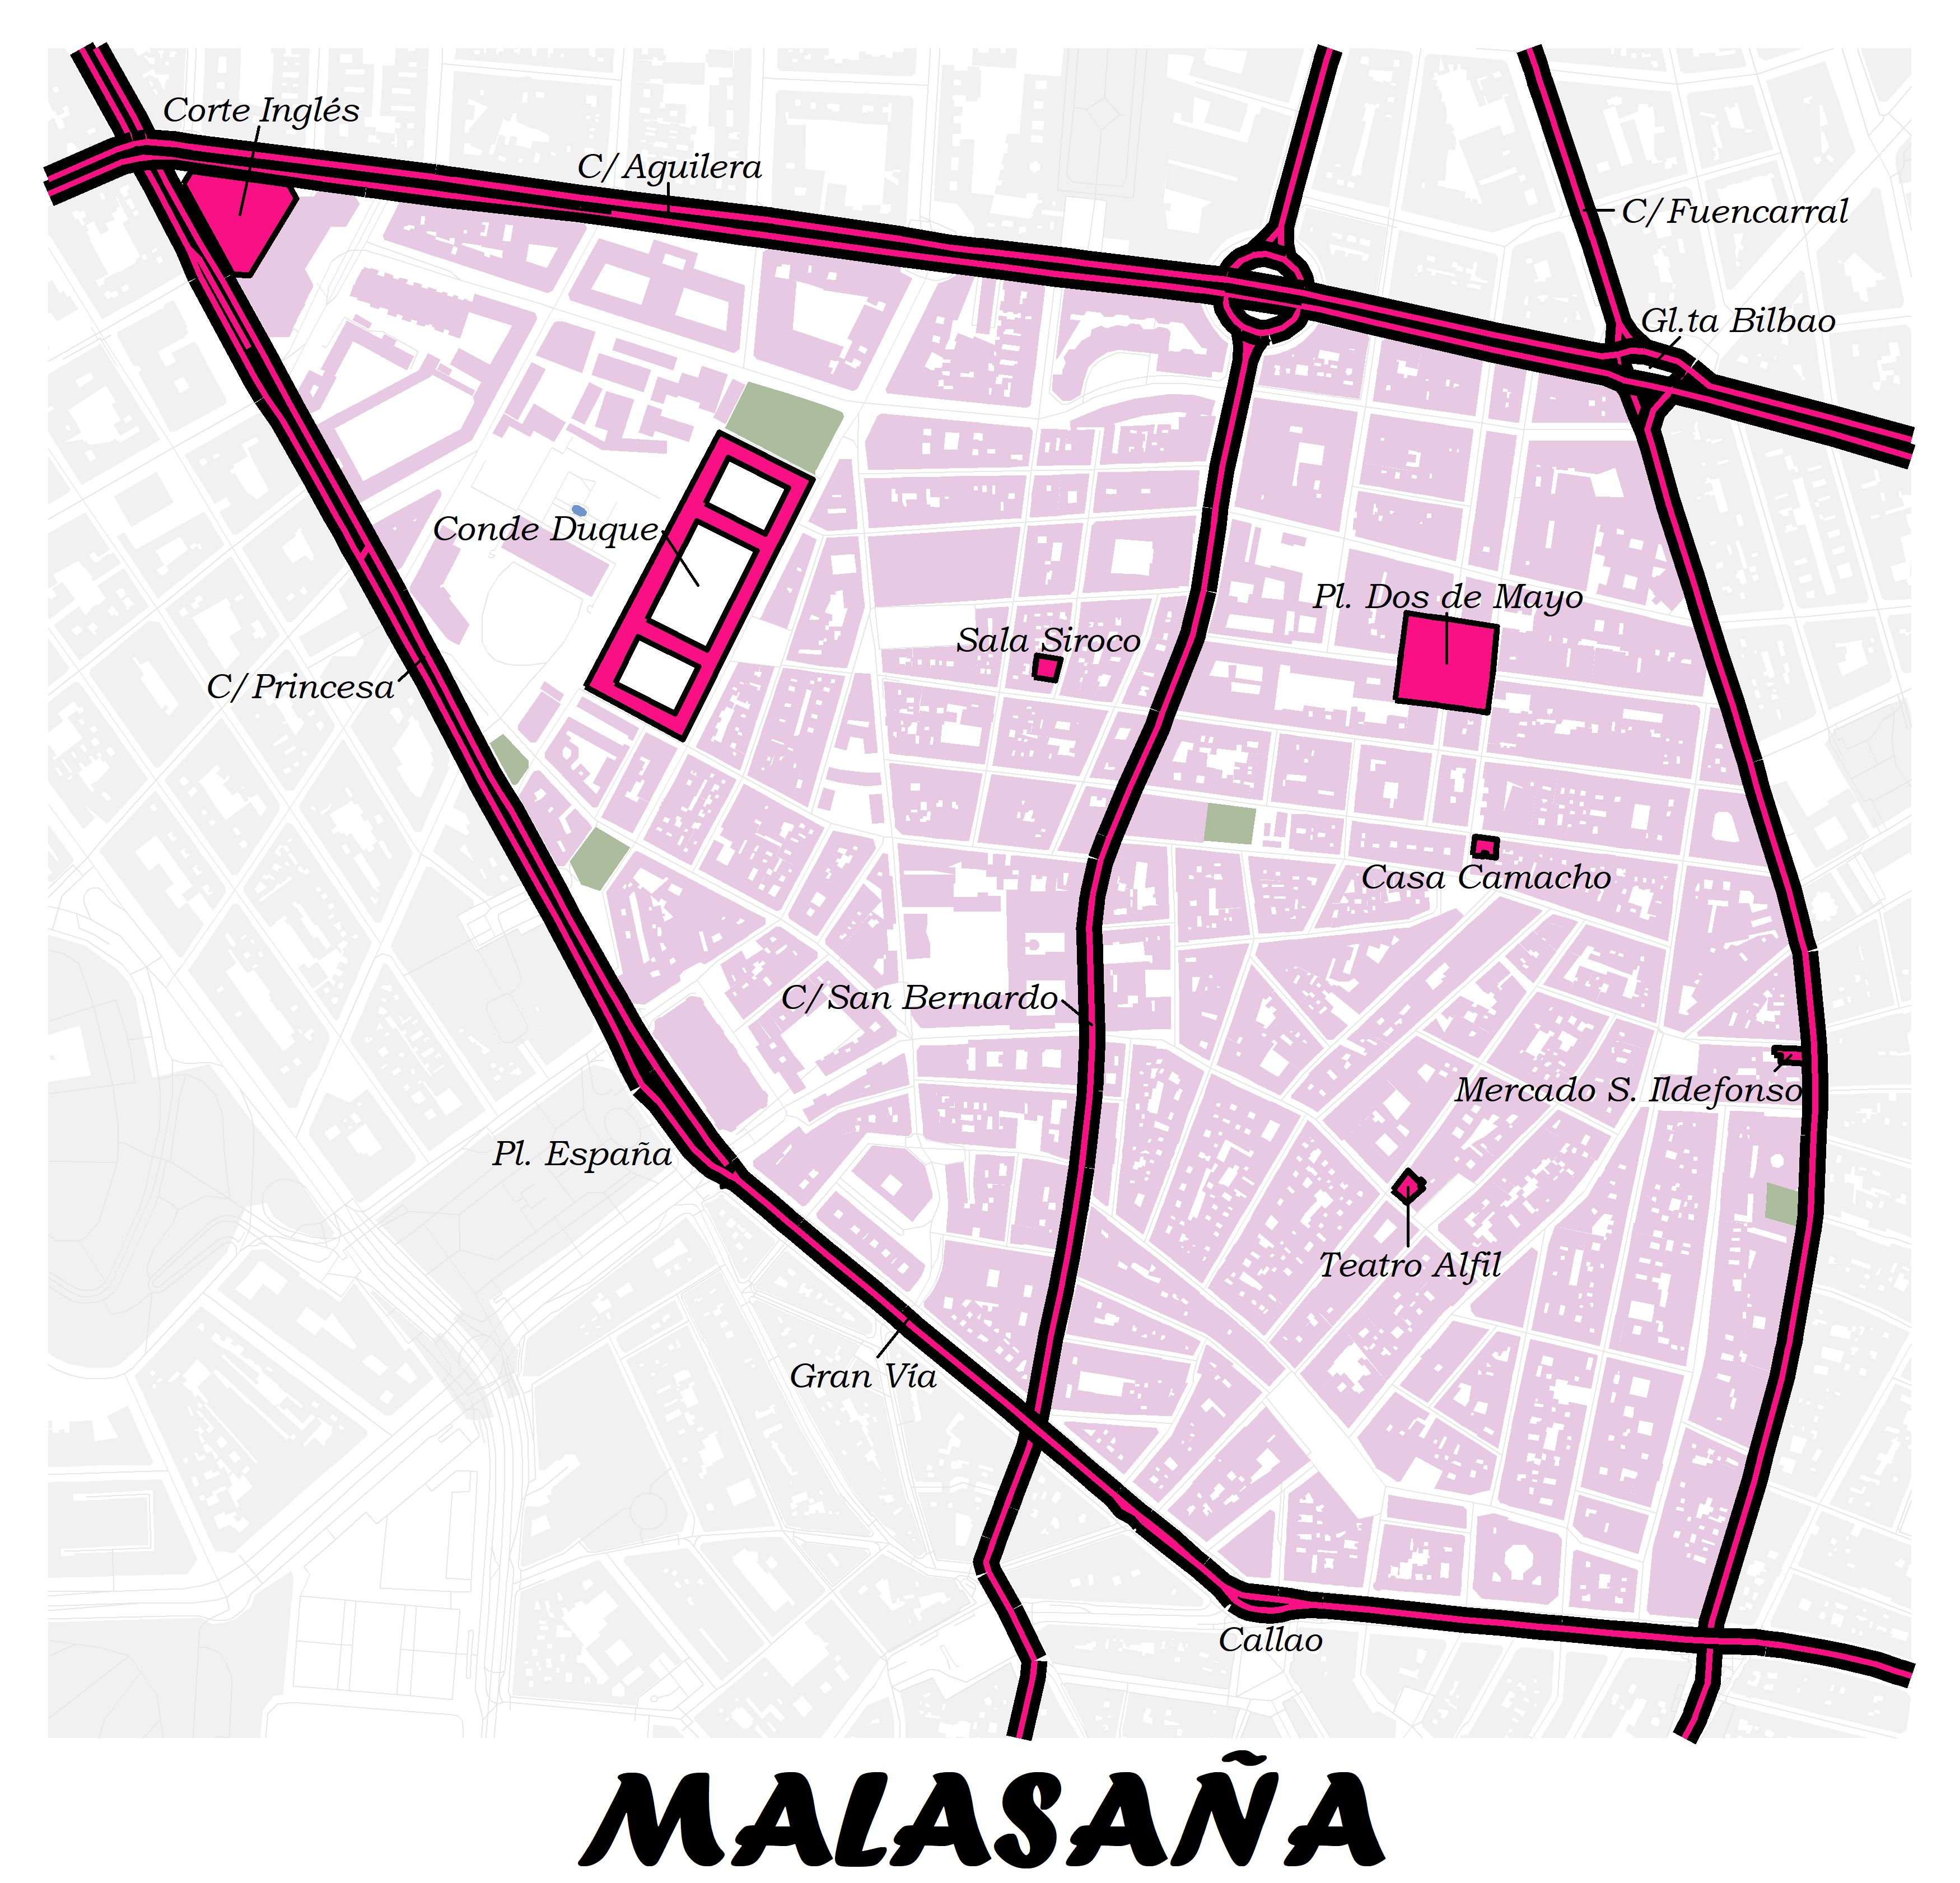 Corte Inglés
C/Aguilera
C/Fuencarral
Gl.ta Bilbao
Conde Duque
Pl. Dos de Mayo
Sala Siroco
C/Princesa
Casa Camacho
C/San Bernardo
Mercado S. Ildefonso
Pl. España
Teatro Alfil
Gran Vía
Callao
MALASAÑA